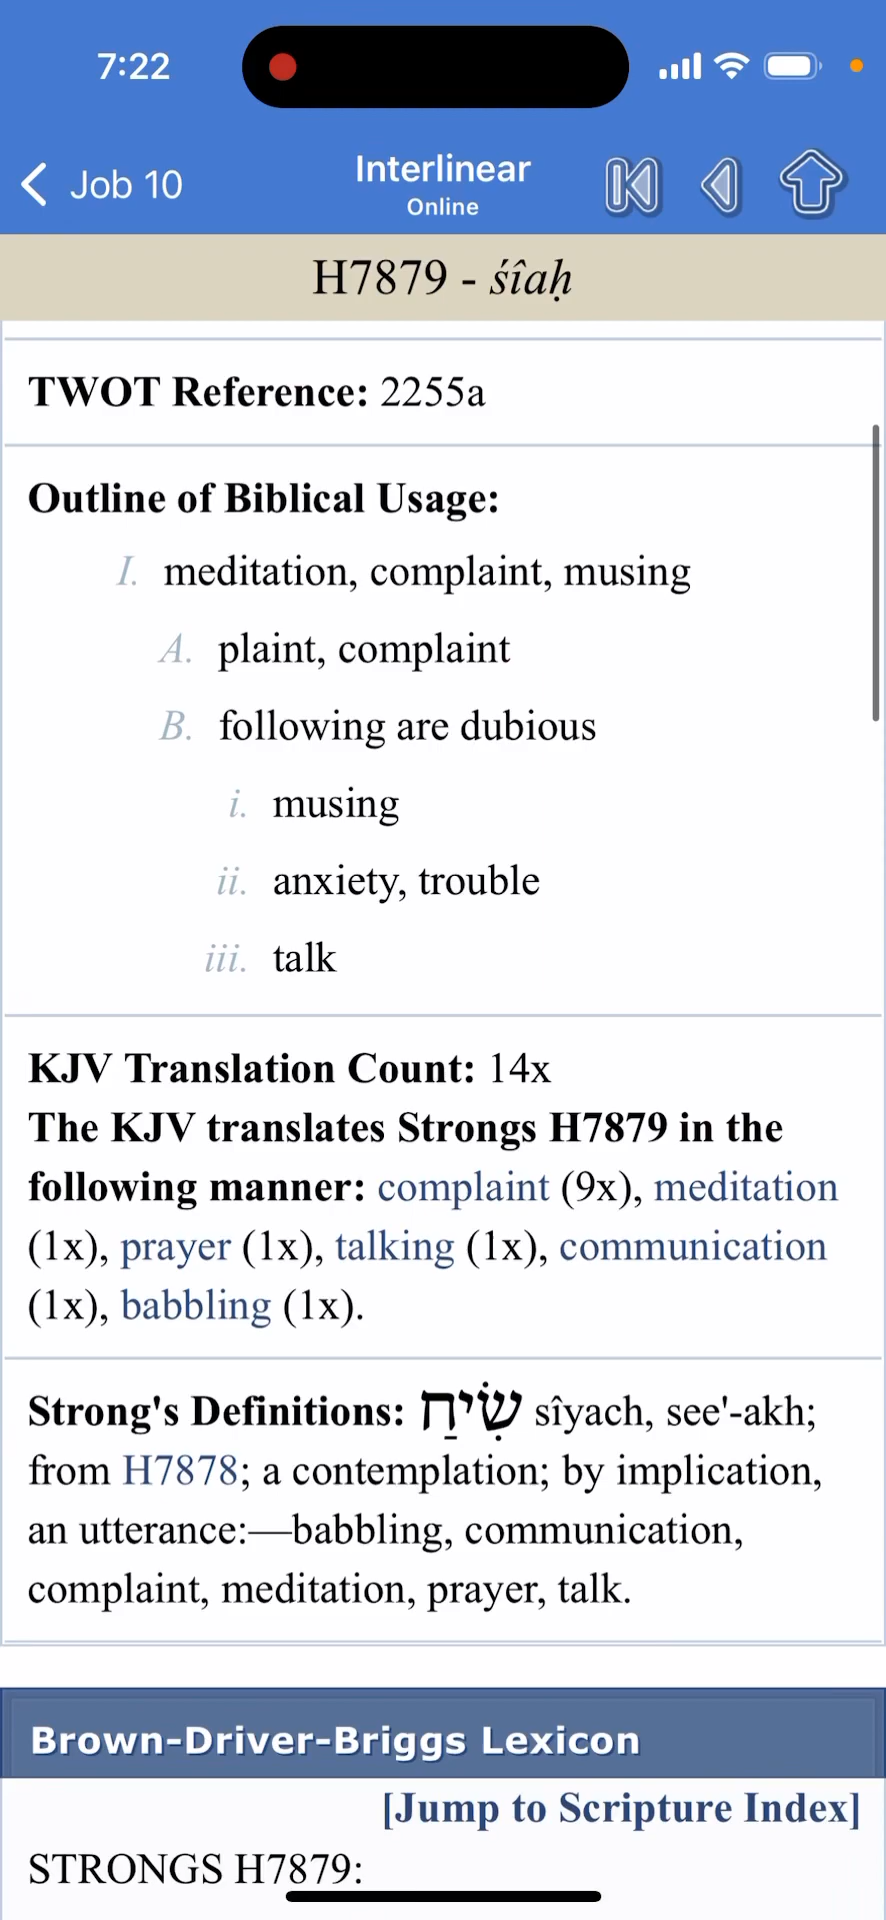 7:22
Job 10
Interlinear
Online
H7879 - śîaḥ
TWOT Reference: 2255a
Outline of Biblical Usage:
I. meditation, complaint, musing
A. plaint, complaint
B. following are dubious
i. musing
ii. anxiety, trouble
iii. talk
KJV Translation Count: 14x
The KJV translates Strongs H7879 in the
following manner: complaint (9x), meditation
(1x), prayer (1x), talking (1x), communication
(1x), babbling (1x).
Strong's Definitions: שִׂיחַ sîyach, see'-akh;
from H7878; a contemplation; by implication,
an utterance:—babbling, communication,
complaint, meditation, prayer, talk.
Brown-Driver-Briggs Lexicon
[Jump to Scripture Index]
STRONGS H7879: